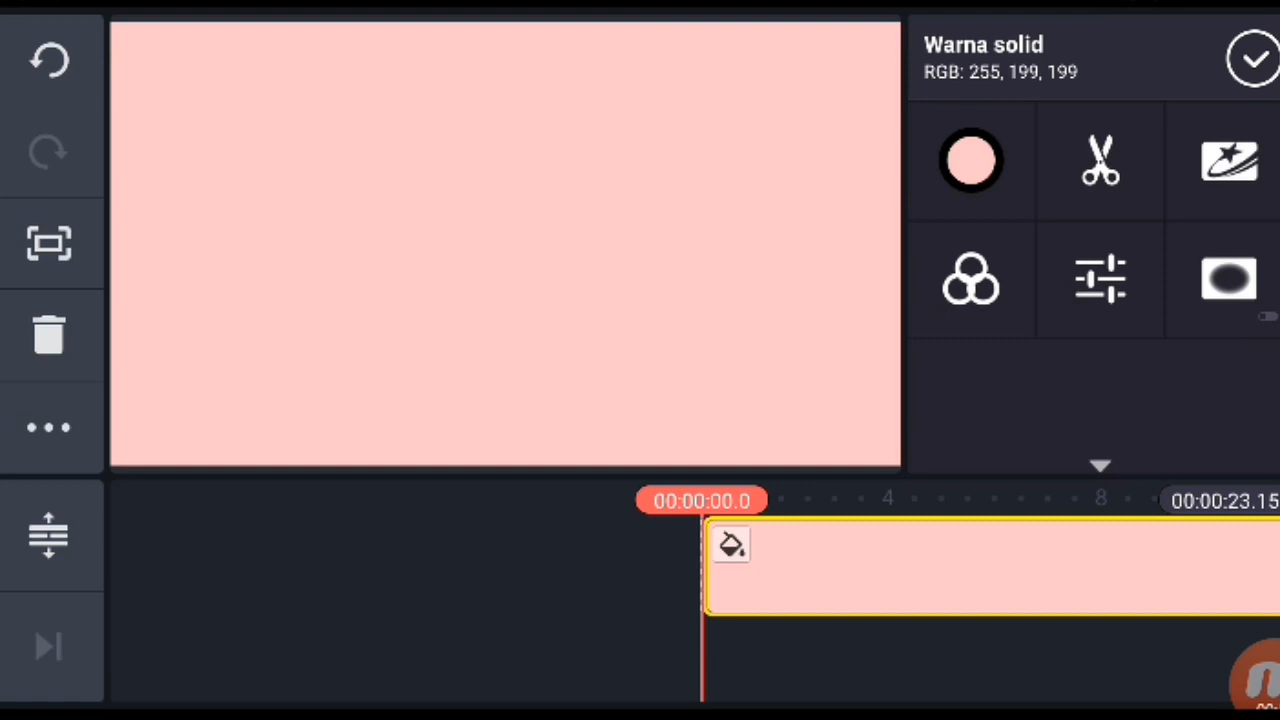 Warna solid
RGB: 255, 199, 199
00:00:00.0
4
8
00:00:23.15